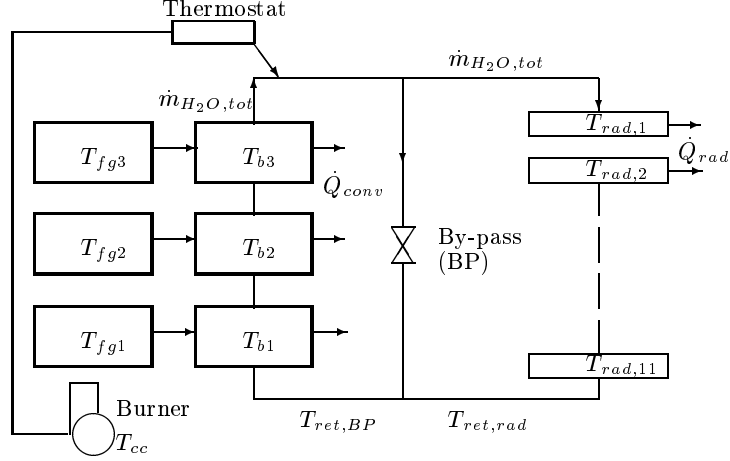 Thermostat
ṁ_{H₂O,tot}
ṁ_{H₂O,tot}
T_{rad,1}
T_{fg3}
T_{b3}
Q̇_{rad}
T_{rad,2}
Q̇_{conv}
T_{fg2}
T_{b2}
By-pass
(BP)
T_{fg1}
T_{b1}
T_{rad,11}
Burner
T_{ret,BP}
T_{ret,rad}
T_{cc}